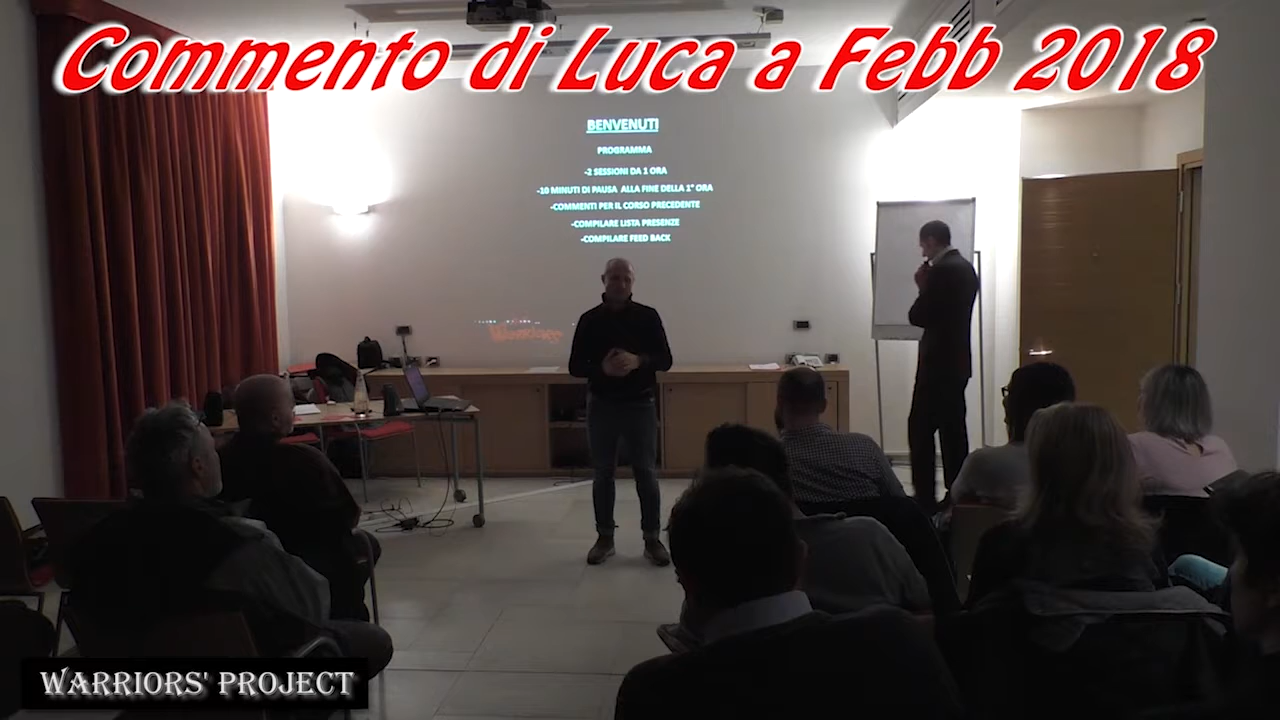 Commento di Luca a Febb 2018
BENVENUTI
PROGRAMMA
-2 SESSIONI DA 1 ORA
-10 MINUTI DI PAUSA ALLA FINE DELLA 1° ORA
-COMMENTI PER IL CORSO PRECEDENTE
-COMPILARE LISTA PRESENZE
-COMPILARE FEED BACK
Warriors
WARRIORS' PROJECT